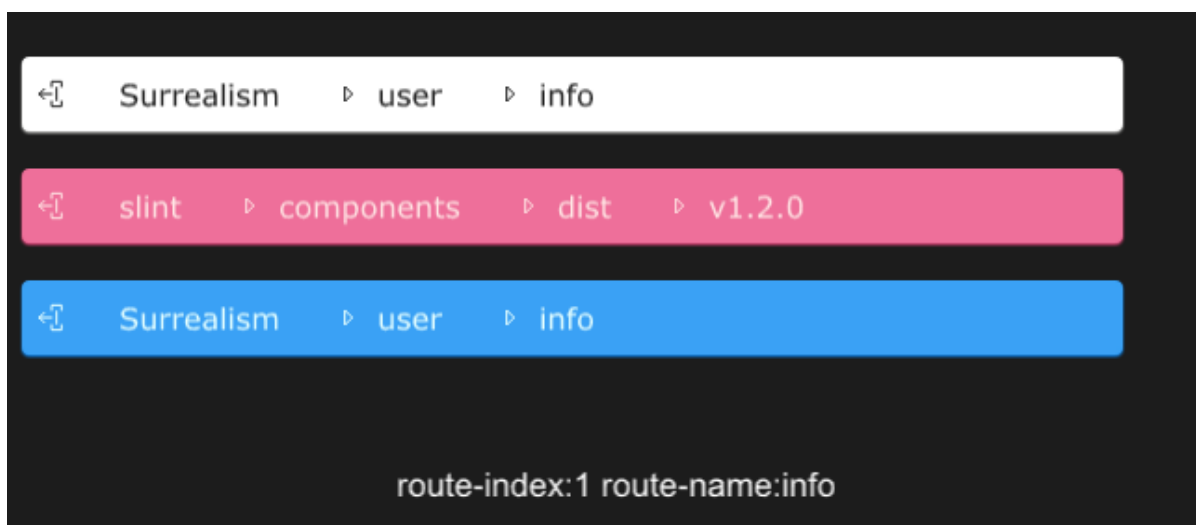 Surrealism user info
slint components dist v1.2.0
Surrealism user info
route-index:1 route-name:info